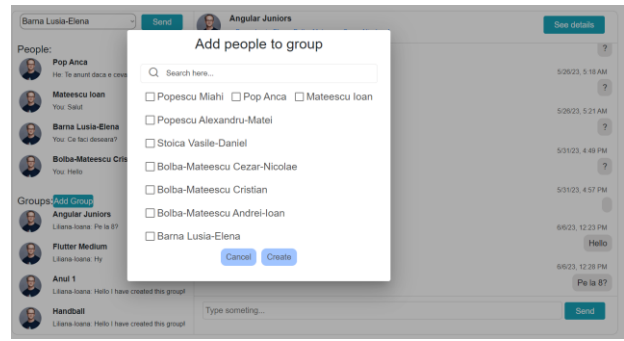 Barna Lusia-Elena
Send
Angular Juniors
See details
People:
Pop Anca
He: Te anunt daca e ceva
Mateescu Ioan
You: Salut
Barna Lusia-Elena
You: Ce faci deseara?
Bolba-Mateescu Cris
You: Hello
Groups:
Add Group
Angular Juniors
Liliana-Ioana: Pe la 8?
Flutter Medium
Liliana-Ioana: Hy
Anul 1
Liliana-Ioana: Hello I have created this group!
Handball
Liliana-Ioana: Hello I have created this group!
Add people to group
Search here...
Popescu Miahi Pop Anca Mateescu Ioan
Popescu Alexandru-Matei
Stoica Vasile-Daniel
Bolba-Mateescu Cezar-Nicolae
Bolba-Mateescu Cristian
Bolba-Mateescu Andrei-Ioan
Barna Lusia-Elena
Cancel
Create
?
5/26/23, 5:18 AM
?
5/26/23, 5:21 AM
?
5/31/23, 4:49 PM
?
5/31/23, 4:57 PM
6/6/23, 12:23 PM
Hello
6/6/23, 12:28 PM
Pe la 8?
Type someting...
Send